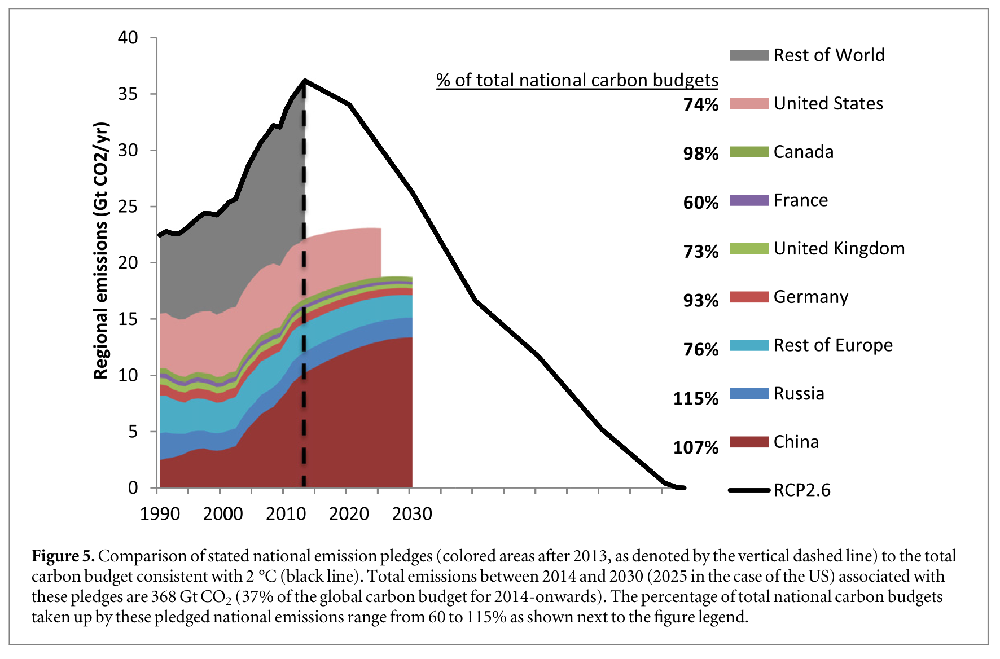 40
35
30
25
20
15
10
5
0
Regional emissions (Gt CO2/yr)
1990 2000 2010 2020 2030
% of total national carbon budgets
Rest of World
74% United States
98% Canada
60% France
73% United Kingdom
93% Germany
76% Rest of Europe
115% Russia
107% China
RCP2.6
Figure 5. Comparison of stated national emission pledges (colored areas after 2013, as denoted by the vertical dashed line) to the total
carbon budget consistent with 2 °C (black line). Total emissions between 2014 and 2030 (2025 in the case of the US) associated with
these pledges are 368 Gt CO₂ (37% of the global carbon budget for 2014-onwards). The percentage of total national carbon budgets
taken up by these pledged national emissions range from 60 to 115% as shown next to the figure legend.